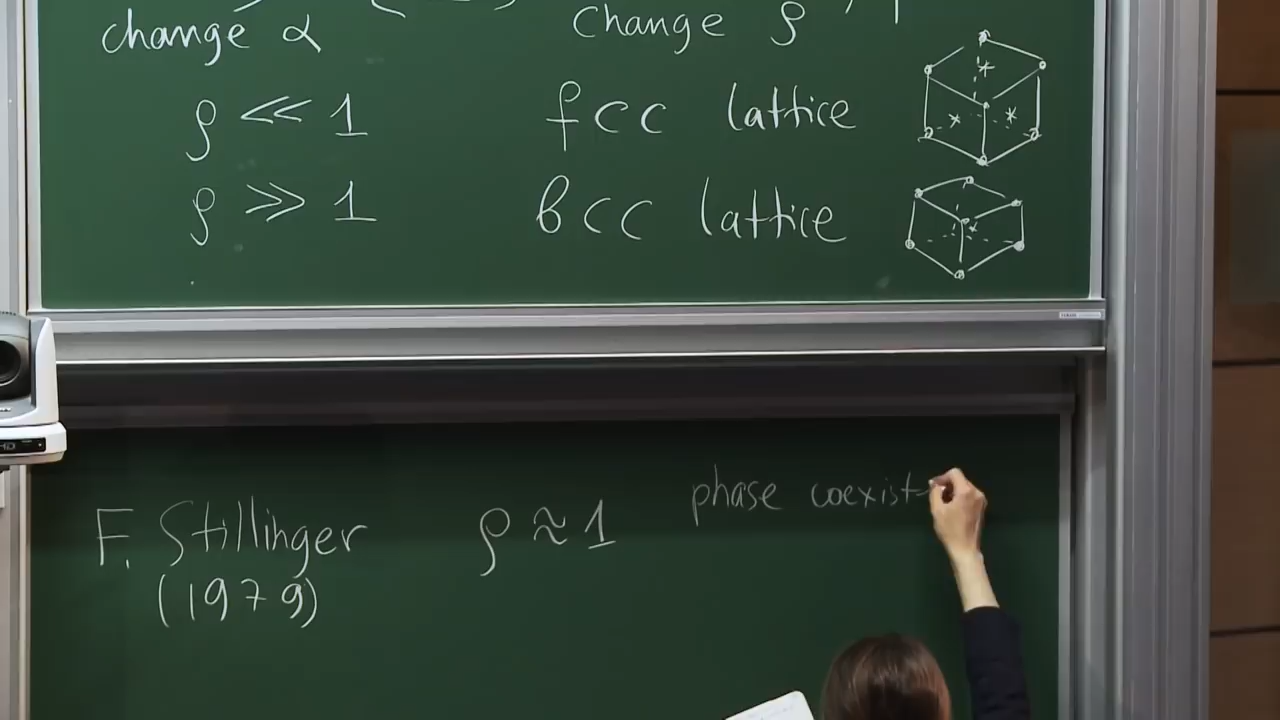 change α
change ρ
ρ << 1
fcc lattice
ρ >> 1
bcc lattice
F. Stillinger
(1979)
ρ ≈ 1
phase coexist